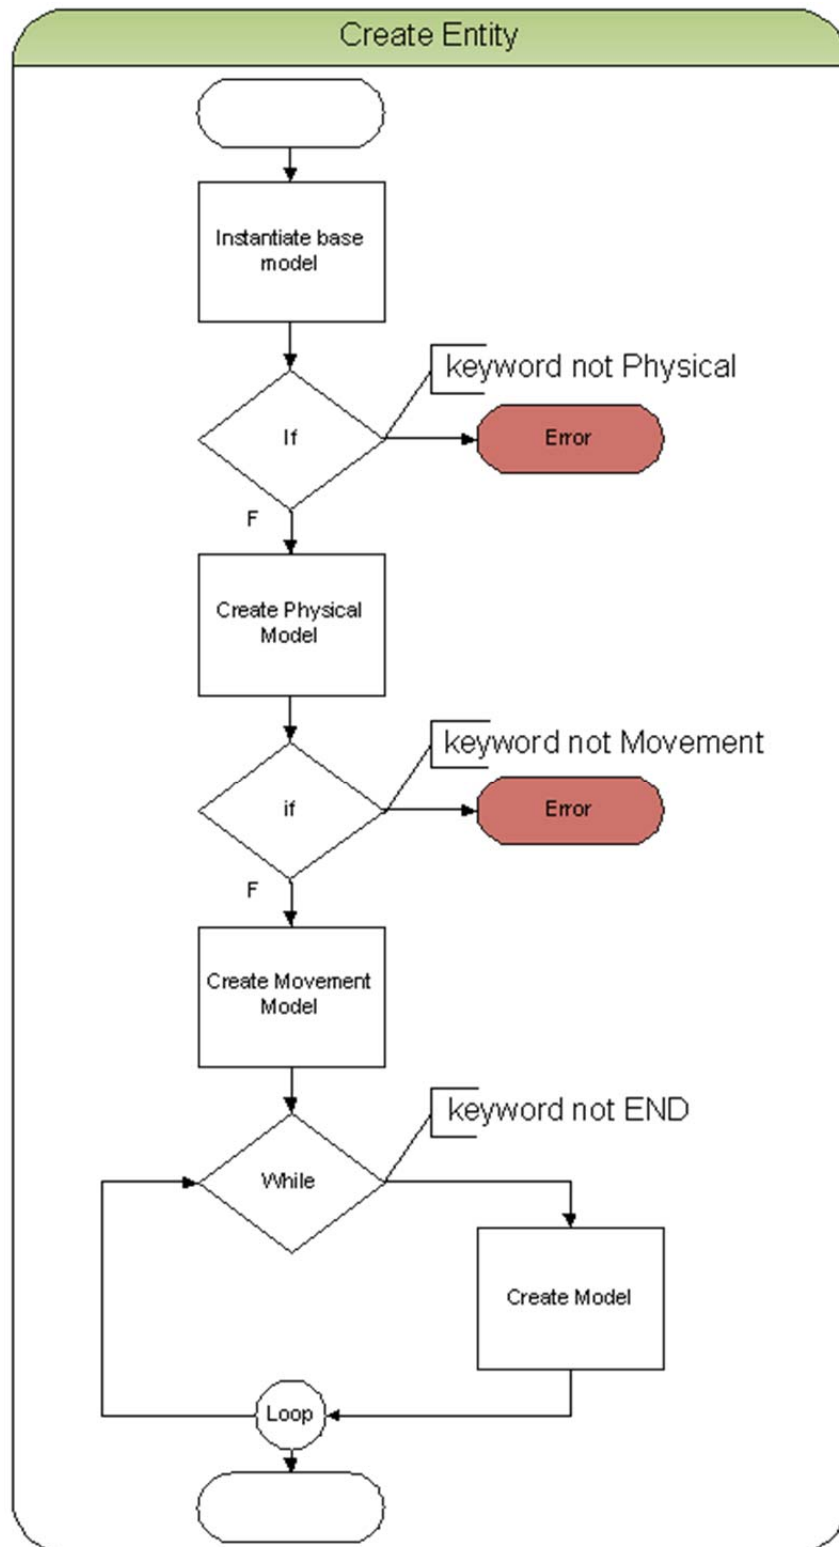 Create Entity
Instantiate base
model
keyword not Physical
If
Error
F
Create Physical
Model
keyword not Movement
if
Error
F
Create Movement
Model
keyword not END
While
Create Model
Loop